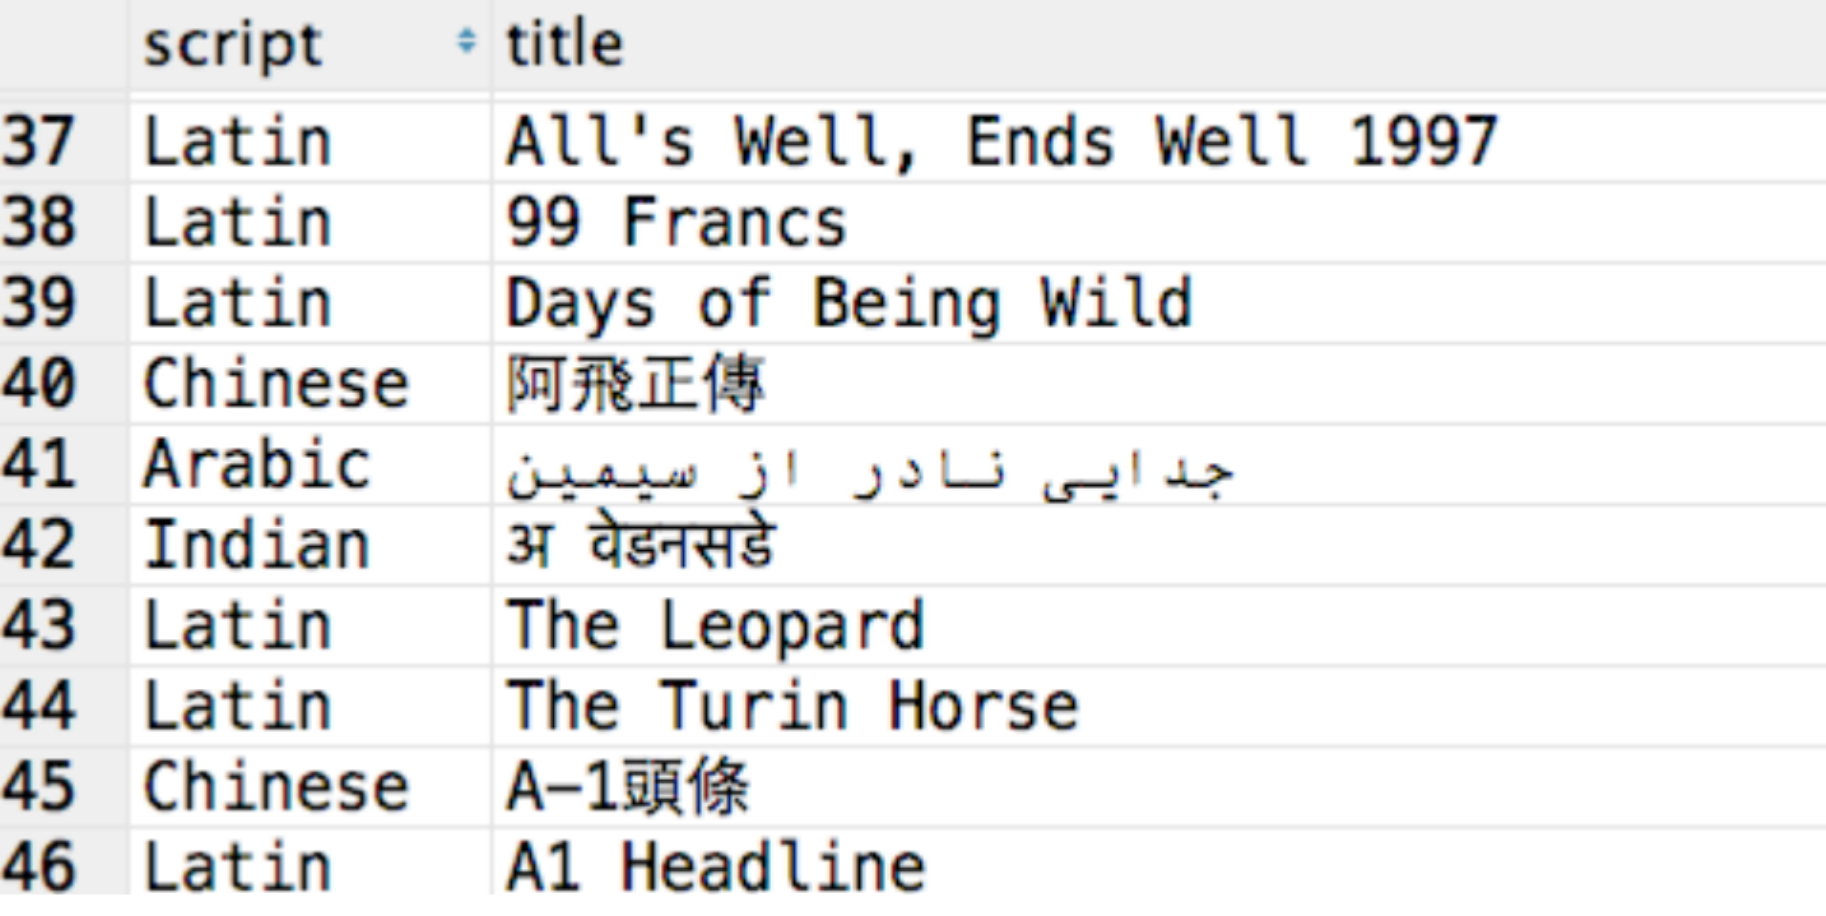 script title
37 Latin All's Well, Ends Well 1997
38 Latin 99 Francs
39 Latin Days of Being Wild
40 Chinese 阿飛正傳
41 Arabic جدایی نادر از سیمین
42 Indian अ वेडनसडे
43 Latin The Leopard
44 Latin The Turin Horse
45 Chinese A–1頭條
46 Latin A1 Headline